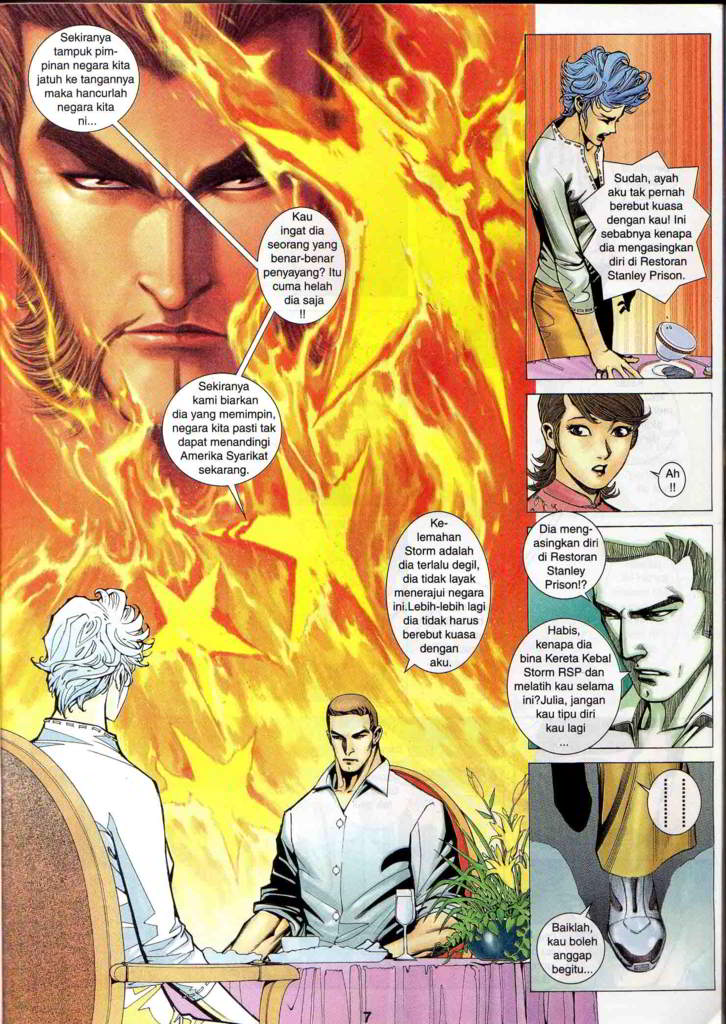 Sekiranya
tampuk pim-
pinan negara kita
jatuh ke tangannya
maka hancurlah
negara kita
ni...
Kau
ingat dia
seorang yang
benar-benar
penyayang? Itu
cuma helah
dia saja
!!
Sekiranya
kami biarkan
dia yang memimpin,
negara kita pasti tak
dapat menandingi
Amerika Syarikat
sekarang.
Ke-
lemahan
Storm adalah
dia terlalu degil,
dia tidak layak
menerajui negara
ini.Lebih-lebih lagi
dia tidak harus
berebut kuasa
dengan
aku.
Sudah, ayah
aku tak pernah
berebut kuasa
dengan kau! Ini
sebabnya kenapa
dia mengasingkan
diri di Restoran
Stanley Prison.
Ah
!!
Dia meng-
asingkan diri
di Restoran
Stanley
Prison!?
Habis,
kenapa dia
bina Kereta Kebal
Storm RSP dan
melatih kau selama
ini?Julia, jangan
kau tipu diri
kau lagi
...
Baiklah,
kau boleh
anggap
begitu...
7